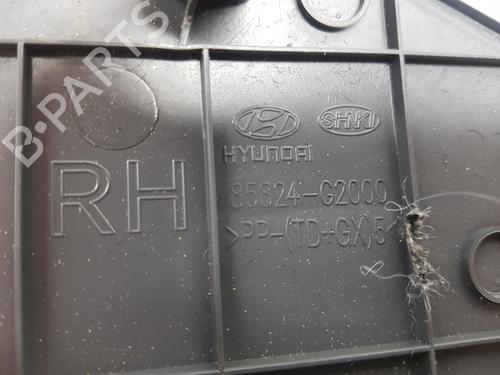 B-PARTS
HYUNDAI
SHKI
RH
85824-G2000
>PP-(TD+GX)5<